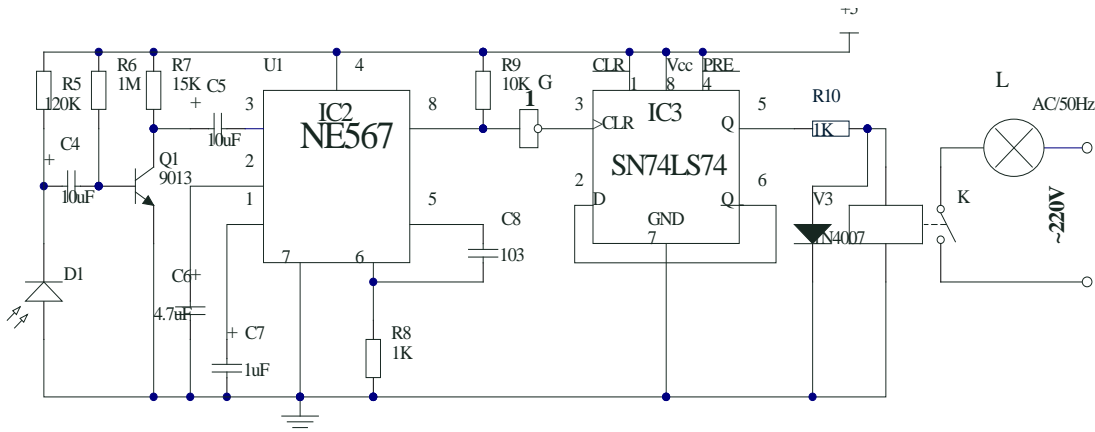 +5
R5
120K
R6
1M
R7
15K
C5
+
10uF
U1
4
3
2
1
IC2
NE567
8
5
7
6
R9
10K
G
1
CLR
Vcc
PRE
1
8
4
3
2
IC3
CLR
Q
SN74LS74
D
Q
GND
7
5
6
R10
1K
L
AC/50Hz
K
~220V
V3
1N4007
C4
+
10uF
Q1
9013
C8
103
D1
C6+
4.7uF
+ C7
1uF
R8
1K